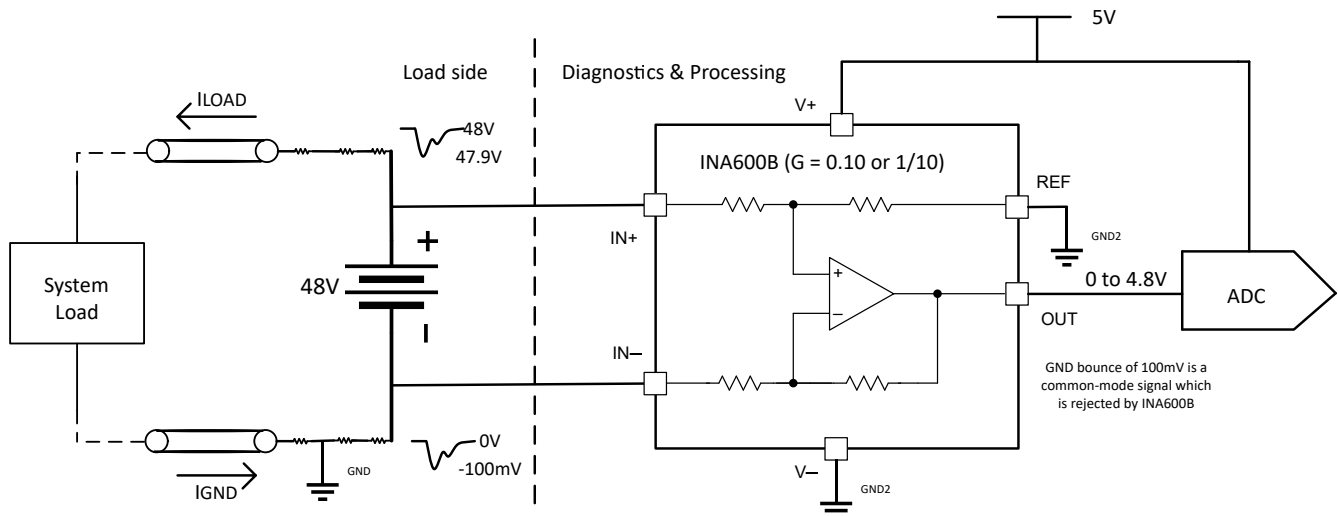 5V
Load side
Diagnostics & Processing
ILOAD
V+
48V
47.9V
INA600B (G = 0.10 or 1/10)
REF
IN+
GND2
+
48V
System
Load
+
0 to 4.8V
ADC
–
OUT
IN–
GND bounce of 100mV is a
common-mode signal which
is rejected by INA600B
0V
-100mV
GND
IGND
V–
GND2